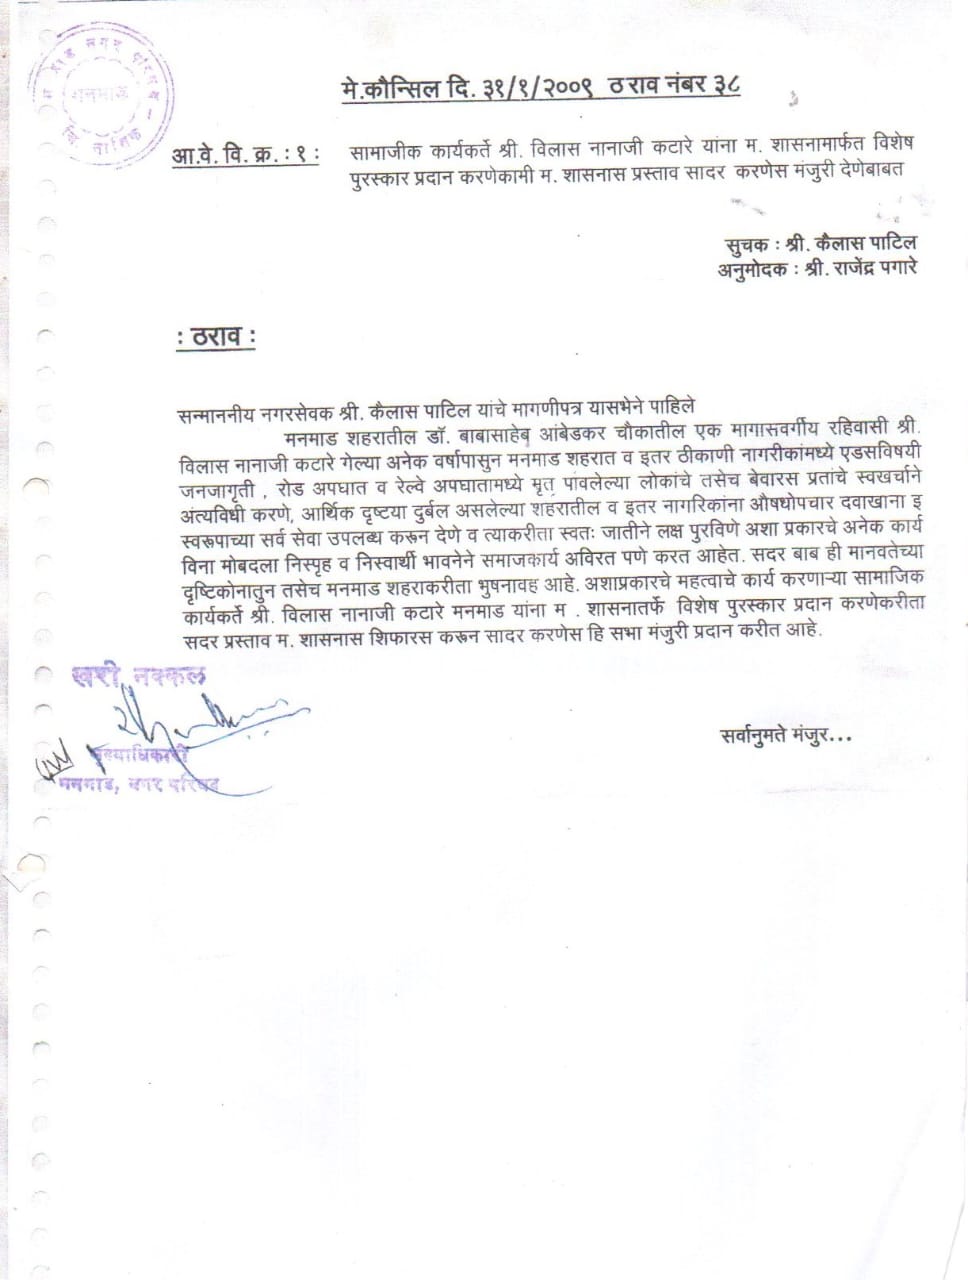 मनमाड नगर परिषद
मनमाड
जि. नाशिक
मे.कौन्सिल दि. ३१/१/२००९ ठराव नंबर ३८
आ.वे. वि. क्र. : १ : सामाजीक कार्यकर्ते श्री. विलास नानाजी कटारे यांना म. शासनामार्फत विशेष
पुरस्कार प्रदान करणेकामी म. शासनास प्रस्ताव सादर करणेस मंजुरी देणेबाबत
सुचक : श्री. कैलास पाटिल
अनुमोदक : श्री. राजेंद्र पगारे
: ठराव :
सन्माननीय नगरसेवक श्री. कैलास पाटिल यांचे मागणीपत्र यासभेने पाहिले
मनमाड शहरातील डॉ. बाबासाहेब आंबेडकर चौकातील एक मागासवर्गीय रहिवासी श्री.
विलास नानाजी कटारे गेल्या अनेक वर्षापासुन मनमाड शहरात व इतर ठीकाणी नागरीकांमध्ये एडसविषयी
जनजागृती , रोड अपघात व रेल्वे अपघातामध्ये मृत पावलेल्या लोकांचे तसेच बेवारस प्रतांचे स्वखर्चाने
अंत्यविधी करणे, आर्थिक दृष्टया दुर्बल असलेल्या शहरातील व इतर नागरिकांना औषधोपचार दवाखाना इ
स्वरूपाच्या सर्व सेवा उपलब्ध करून देणे व त्याकरीता स्वतः जातीने लक्ष पुरविणे अशा प्रकारचे अनेक कार्य
विना मोबदला निस्पृह व निस्वार्थी भावनेने समाजकार्य अविरत पणे करत आहेत. सदर बाब ही मानवतेच्या
दृष्टिकोनातुन तसेच मनमाड शहराकरीता भुषनावह आहे. अशाप्रकारचे महत्वाचे कार्य करणाऱ्या सामाजिक
कार्यकर्ते श्री. विलास नानाजी कटारे मनमाड यांना म . शासनातर्फे विशेष पुरस्कार प्रदान करणेकरीता
सदर प्रस्ताव म. शासनास शिफारस करून सादर करणेस हि सभा मंजुरी प्रदान करीत आहे.
खरी नक्कल
सर्वानुमते मंजुर...
मुख्याधिकारी
मनमाड, नगर परिषद